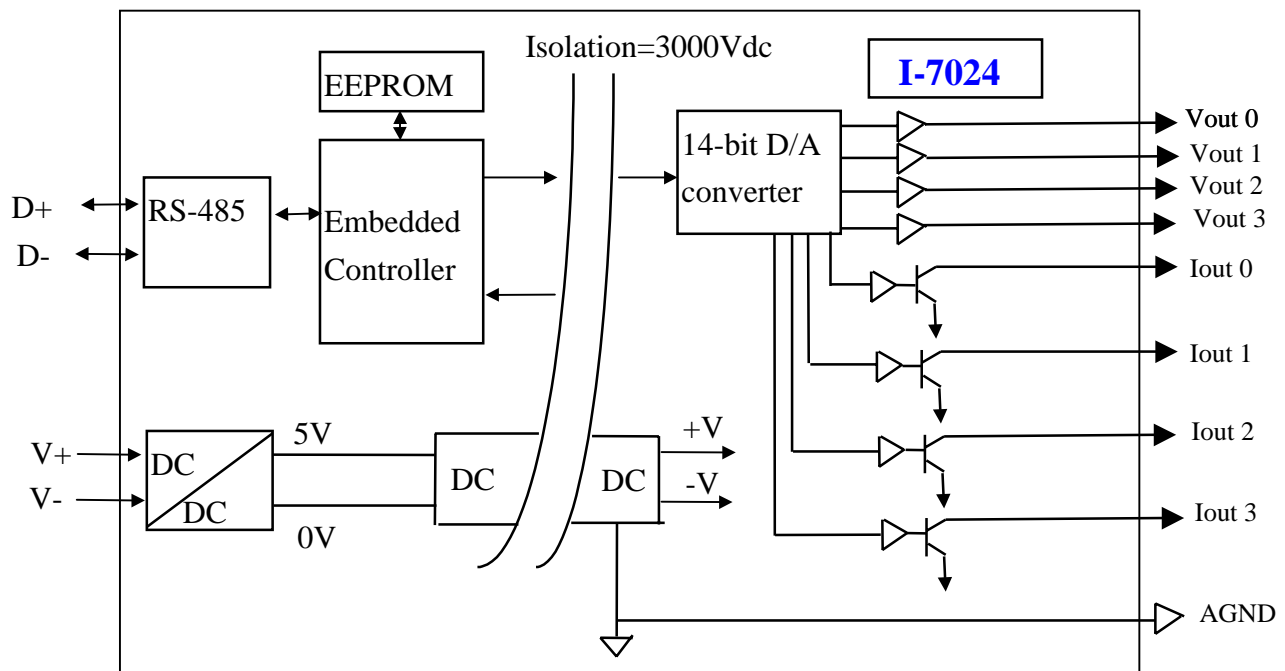 Isolation=3000Vdc
I-7024
EEPROM
14-bit D/A
converter
Vout 0
Vout 1
Vout 2
Vout 3
D+
D-
RS-485
Embedded
Controller
Iout 0
Iout 1
Iout 2
Iout 3
V+
V-
DC
DC
5V
0V
DC
DC
+V
-V
AGND